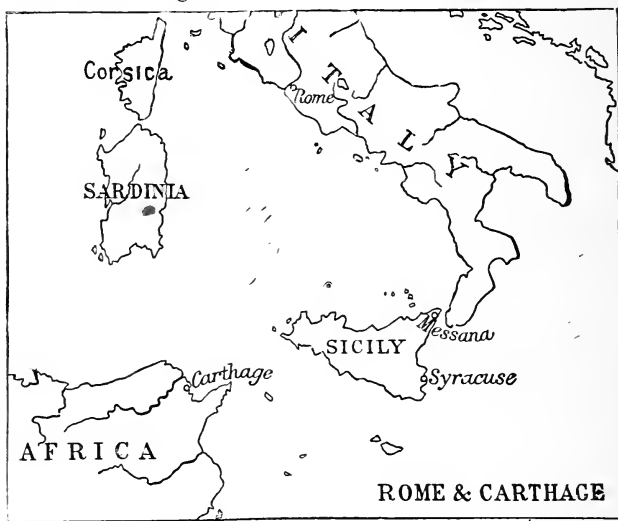 ITALY
Corsica
Rome
SARDINIA
Messana
SICILY
Carthage
Syracuse
AFRICA
ROME & CARTHAGE